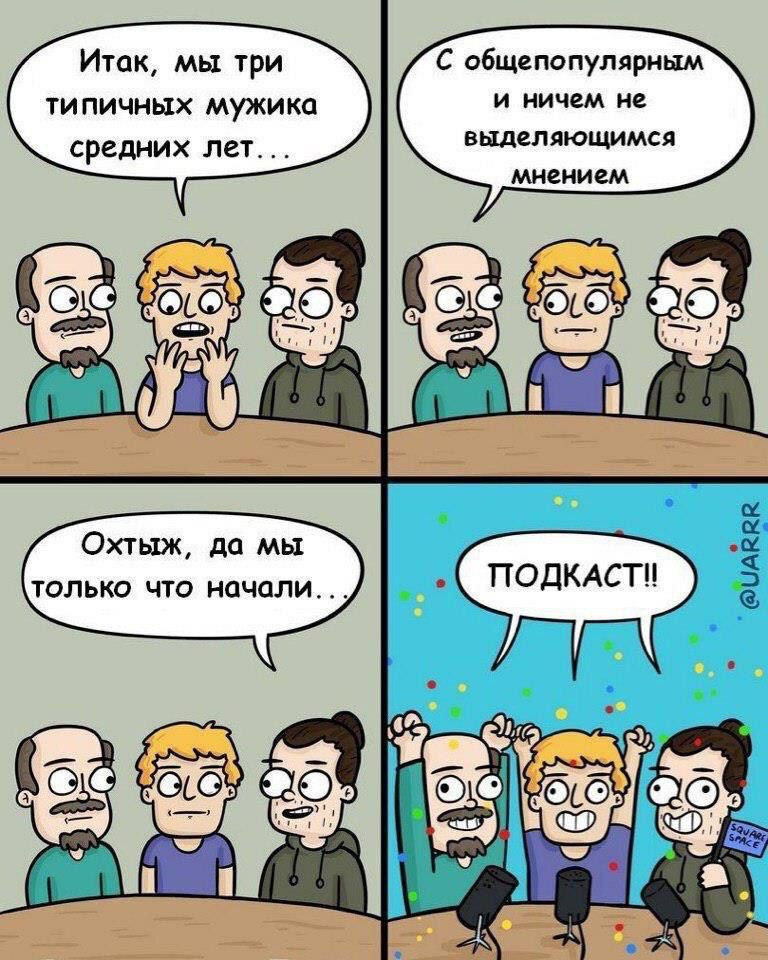 Итак, мы три
типичных мужика
средних лет...
С общепопулярным
и ничем не
выделяющимся
мнением
Охтыж, да мы
только что начали...
ПОДКАСТ!!
@UARRR
SQUARE
SPACE